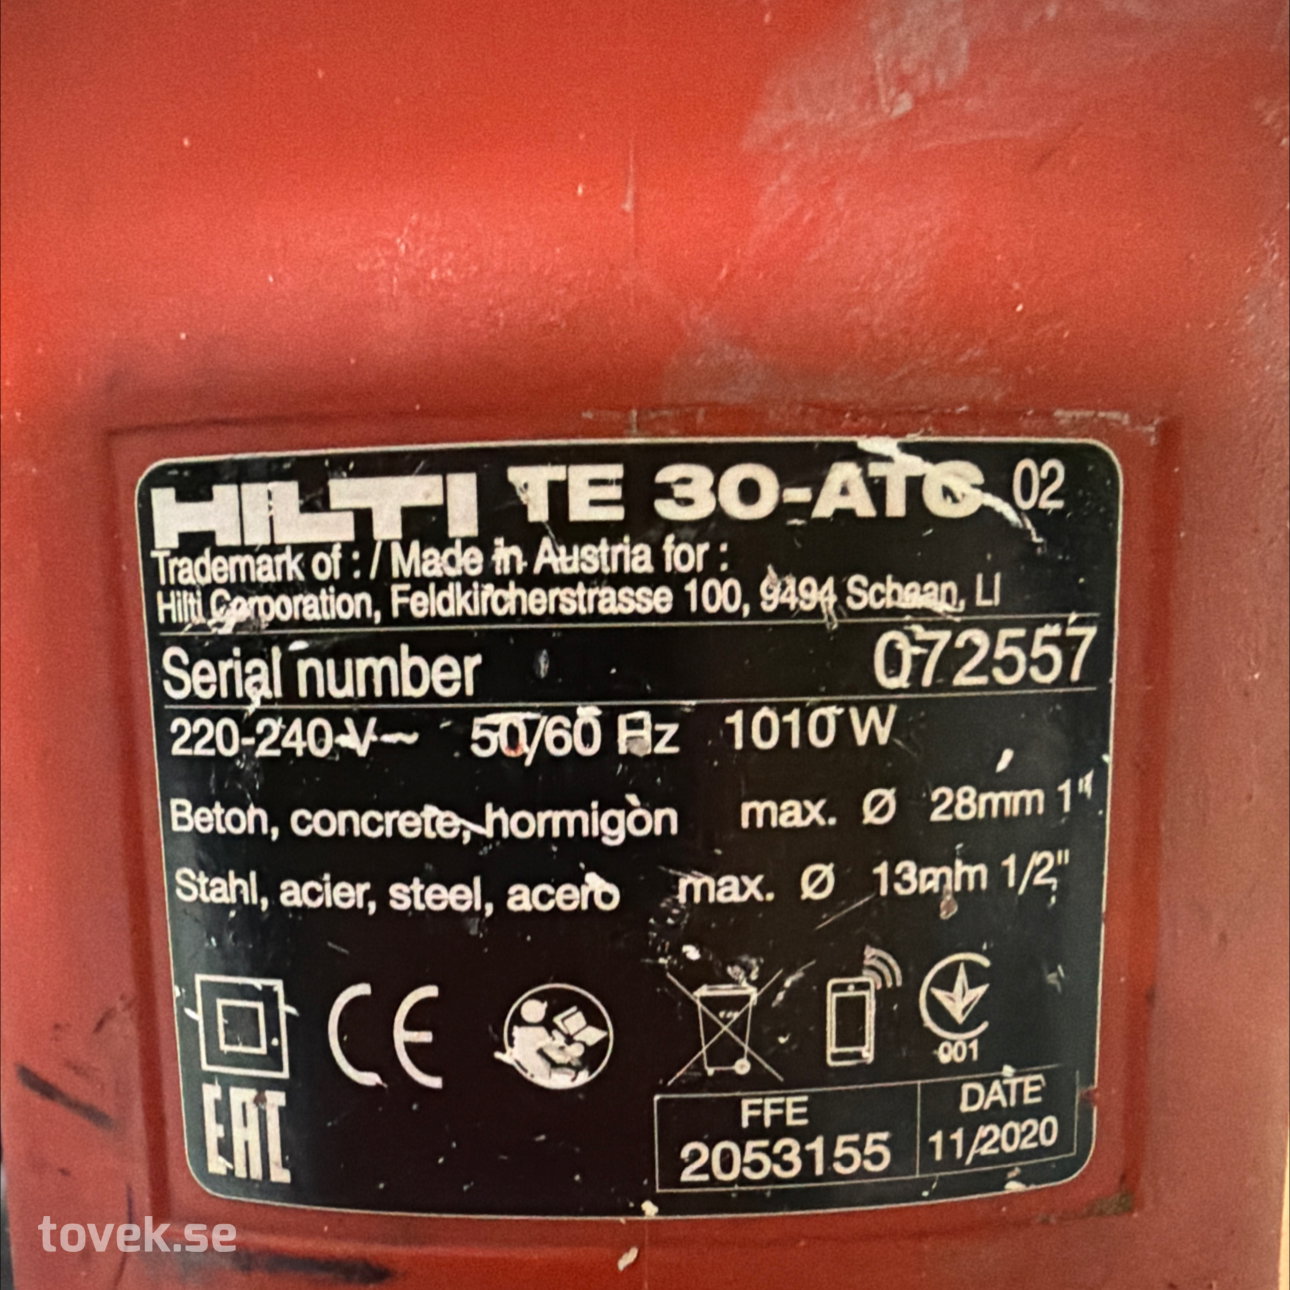 HILTI TE 30-ATC 02
Trademark of : / Made in Austria for :
Hilti Corporation, Feldkircherstrasse 100, 9494 Schaan, LI
Serial number 072557
220-240 V~ 50/60 Hz 1010 W
Beton, concrete, hormigòn max. Ø 28mm 1"
Stahl, acier, steel, acero max. Ø 13mm 1/2"
CE
001
EAC
FFE DATE
2053155 11/2020
tovek.se